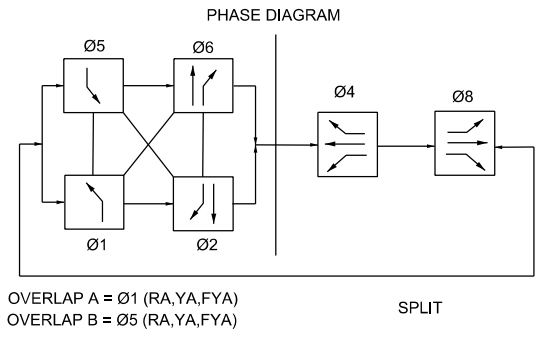 PHASE DIAGRAM
Ø5
Ø6
Ø4
Ø8
Ø1
Ø2
OVERLAP A = Ø1 (RA,YA,FYA)
OVERLAP B = Ø5 (RA,YA,FYA)
SPLIT